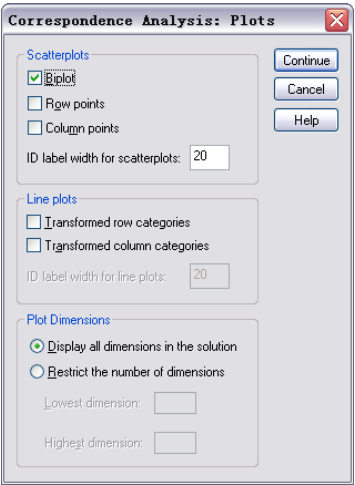 Correspondence Analysis: Plots
Scatterplots
Biplot
Row points
Column points
ID label width for scatterplots: 20
Continue
Cancel
Help
Line plots
Transformed row categories
Transformed column categories
ID label width for line plots: 20
Plot Dimensions
Display all dimensions in the solution
Restrict the number of dimensions
Lowest dimension:
Highest dimension: